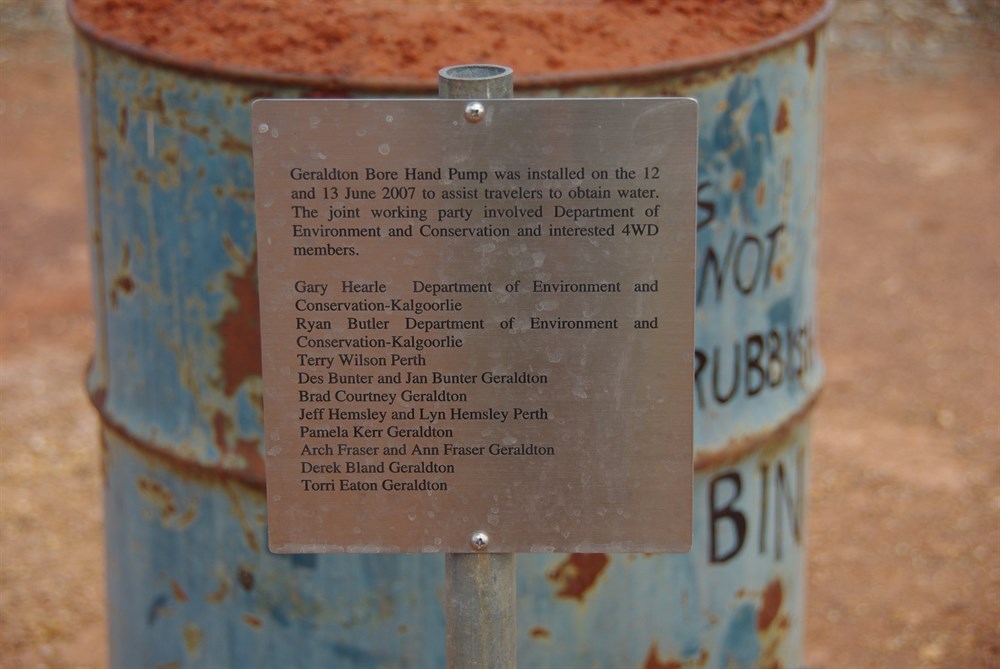 Geraldton Bore Hand Pump was installed on the 12
and 13 June 2007 to assist travelers to obtain water.
The joint working party involved Department of
Environment and Conservation and interested 4WD
members.
Gary Hearle Department of Environment and
Conservation-Kalgoorlie
Ryan Butler Department of Environment and
Conservation-Kalgoorlie
Terry Wilson Perth
Des Bunter and Jan Bunter Geraldton
Brad Courtney Geraldton
Jeff Hemsley and Lyn Hemsley Perth
Pamela Kerr Geraldton
Arch Fraser and Ann Fraser Geraldton
Derek Bland Geraldton
Torri Eaton Geraldton
NOT
RUBBISH
BIN